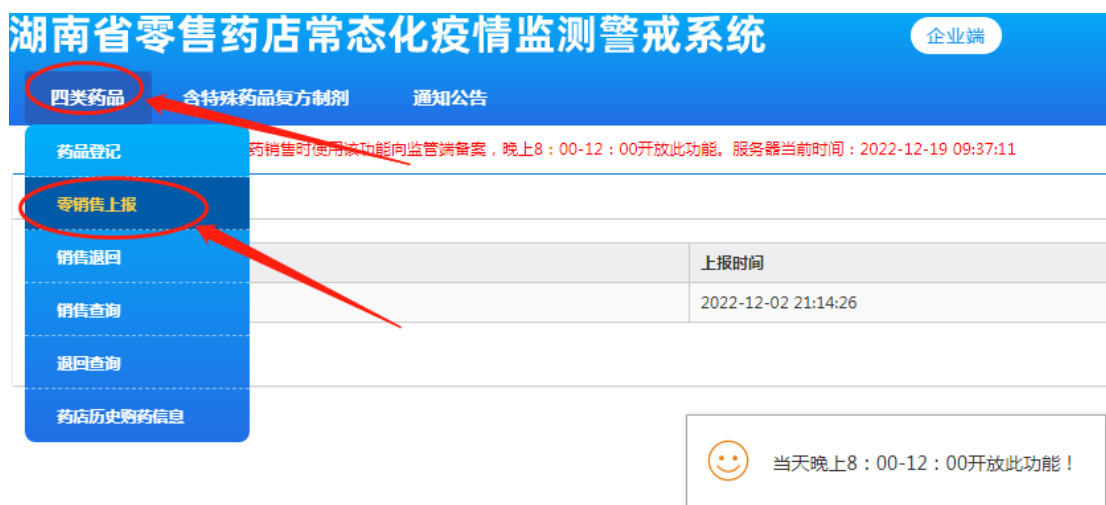 湖南省零售药店常态化疫情监测警戒系统
企业端
四类药品 含特殊药品复方制剂 通知公告
药品登记
药销售时使用该功能向监管端备案，晚上8：00-12：00开放此功能。服务器当前时间：2022-12-19 09:37:11
零销售上报
销售退回
上报时间
销售查询
2022-12-02 21:14:26
退回查询
药店历史购药信息
当天晚上8：00-12：00开放此功能！